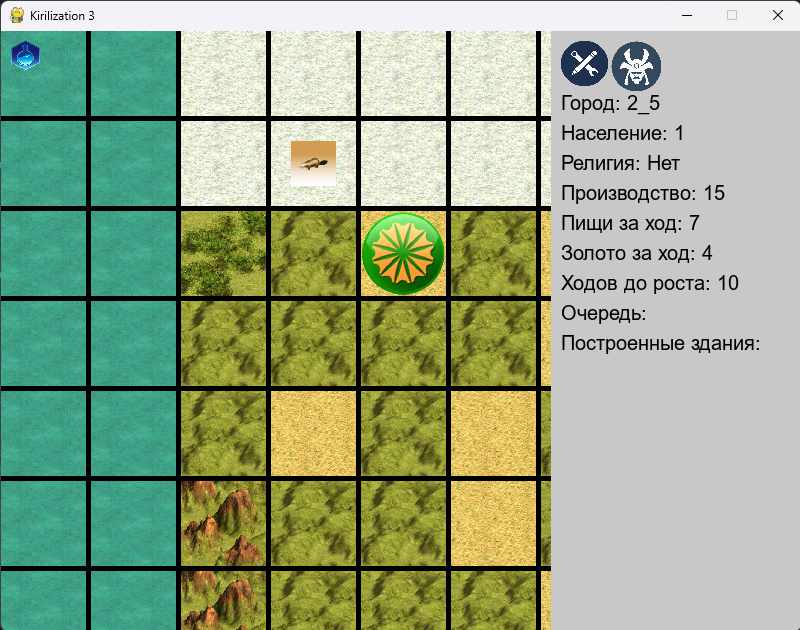 Kirilization 3
Город: 2_5
Население: 1
Религия: Нет
Производство: 15
Пищи за ход: 7
Золото за ход: 4
Ходов до роста: 10
Очередь:
Построенные здания: